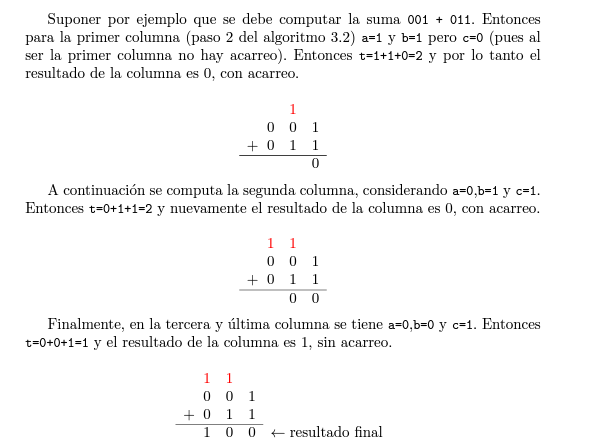 Suponer por ejemplo que se debe computar la suma 001 + 011. Entonces
para la primer columna (paso 2 del algoritmo 3.2) a=1 y b=1 pero c=0 (pues al
ser la primer columna no hay acarreo). Entonces t=1+1+0=2 y por lo tanto el
resultado de la columna es 0, con acarreo.
1
0 0 1
+ 0 1 1
0
A continuación se computa la segunda columna, considerando a=0,b=1 y c=1.
Entonces t=0+1+1=2 y nuevamente el resultado de la columna es 0, con acarreo.
1 1
0 0 1
+ 0 1 1
0 0
Finalmente, en la tercera y última columna se tiene a=0,b=0 y c=1. Entonces
t=0+0+1=1 y el resultado de la columna es 1, sin acarreo.
1 1
0 0 1
+ 0 1 1
1 0 0 ← resultado final